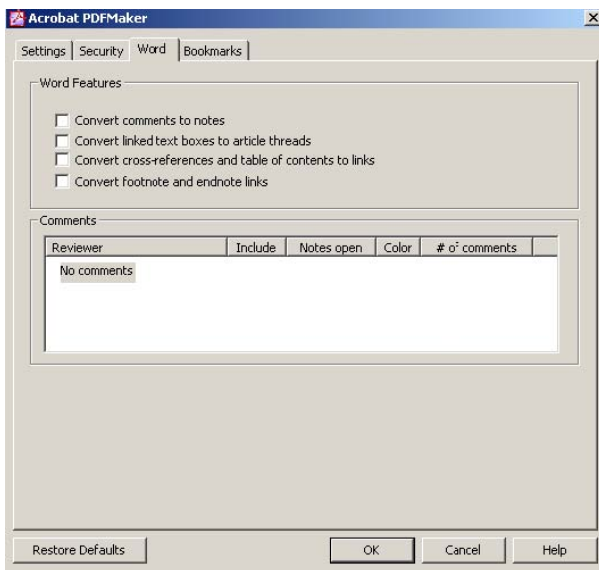 Acrobat PDFMaker
Settings Security Word Bookmarks
Word Features
Convert comments to notes
Convert linked text boxes to article threads
Convert cross-references and table of contents to links
Convert footnote and endnote links
Comments
Reviewer Include Notes open Color # of comments
No comments
Restore Defaults OK Cancel Help